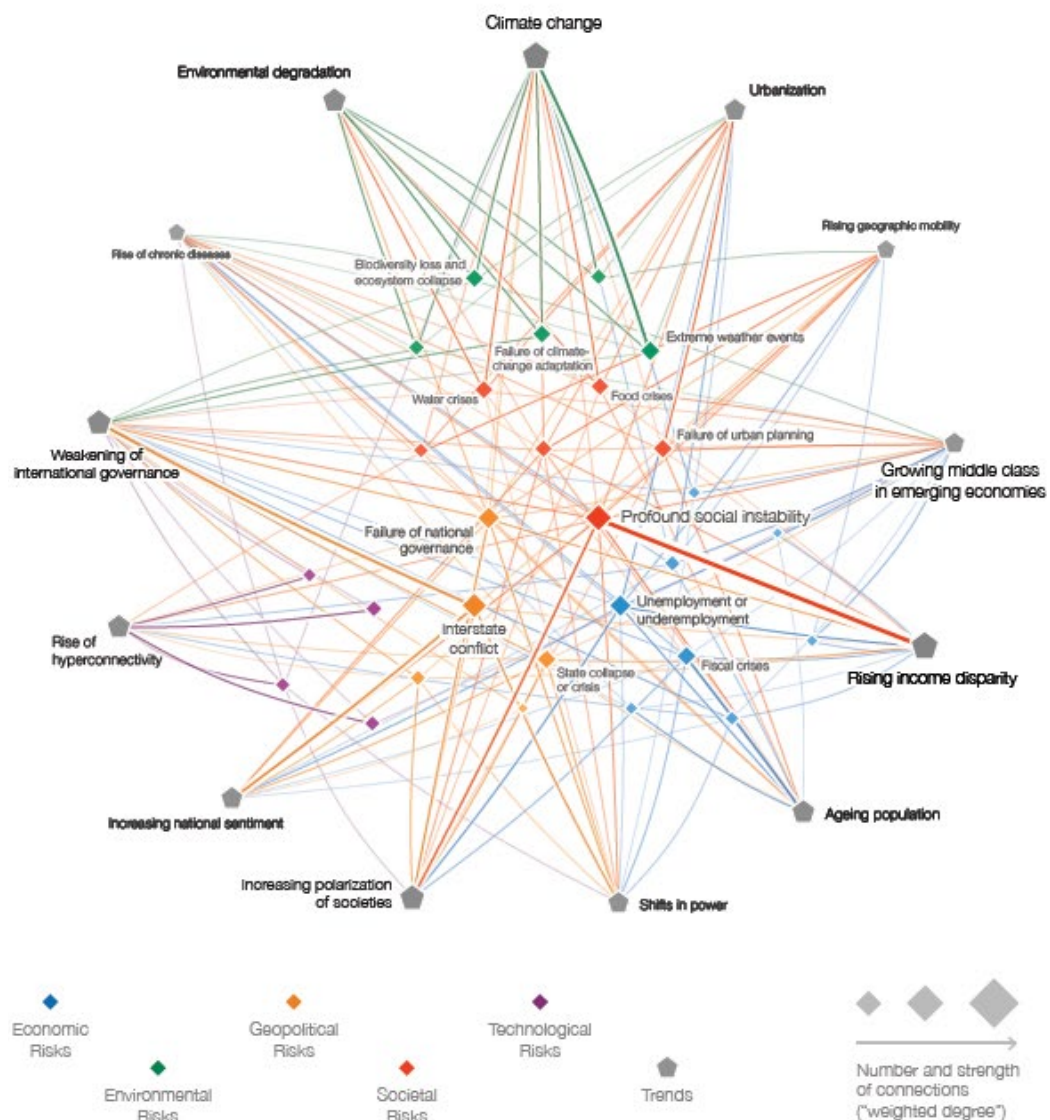 Climate change
Environmental degradation
Urbanization
Rise of chronic diseases
Rising geographic mobility
Biodiversity loss and
ecosystem collapse
Extreme weather events
Failure of climate-
change adaptation
Water crises
Food crises
Failure of urban planning
Weakening of
international governance
Growing middle class
in emerging economies
Profound social instability
Failure of national
governance
Unemployment or
underemployment
Interstate
conflict
Rise of
hyperconnectivity
State collapse
or crisis
Fiscal crises
Rising income disparity
Increasing national sentiment
Ageing population
Increasing polarization
of societies
Shifts in power
Economic
Risks
Geopolitical
Risks
Technological
Risks
Environmental
Risks
Societal
Risks
Trends
Number and strength
of connections
("weighted degree")